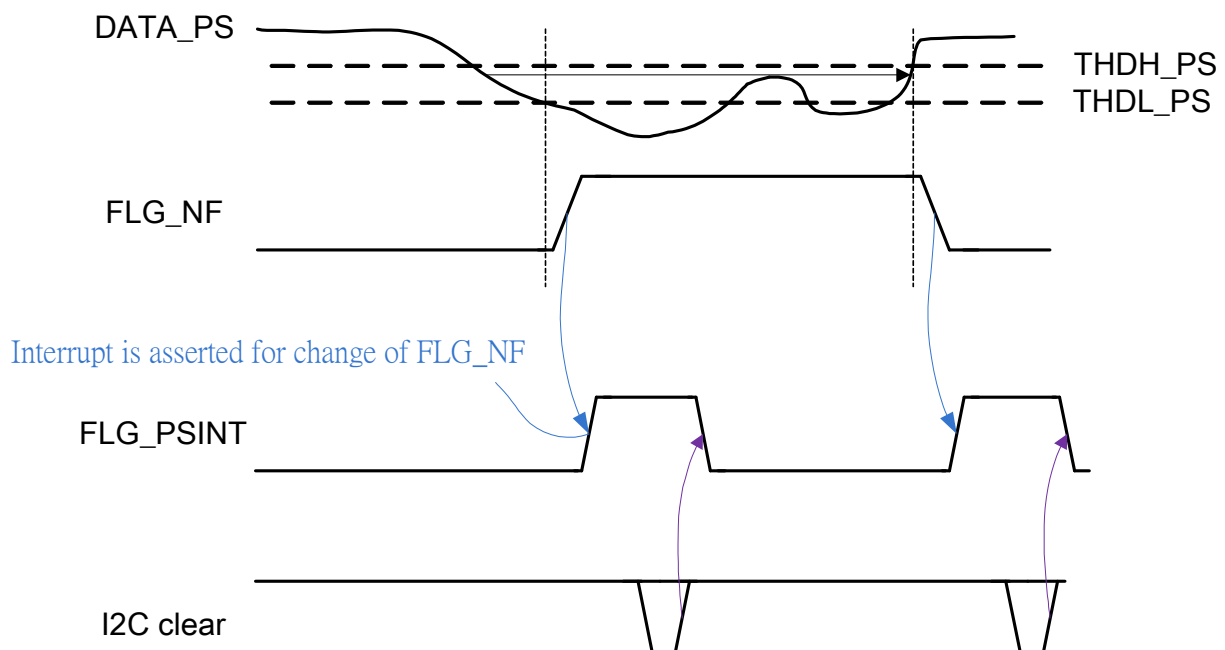 DATA_PS
THDH_PS
THDL_PS
FLG_NF
Interrupt is asserted for change of FLG_NF
FLG_PSINT
I2C clear